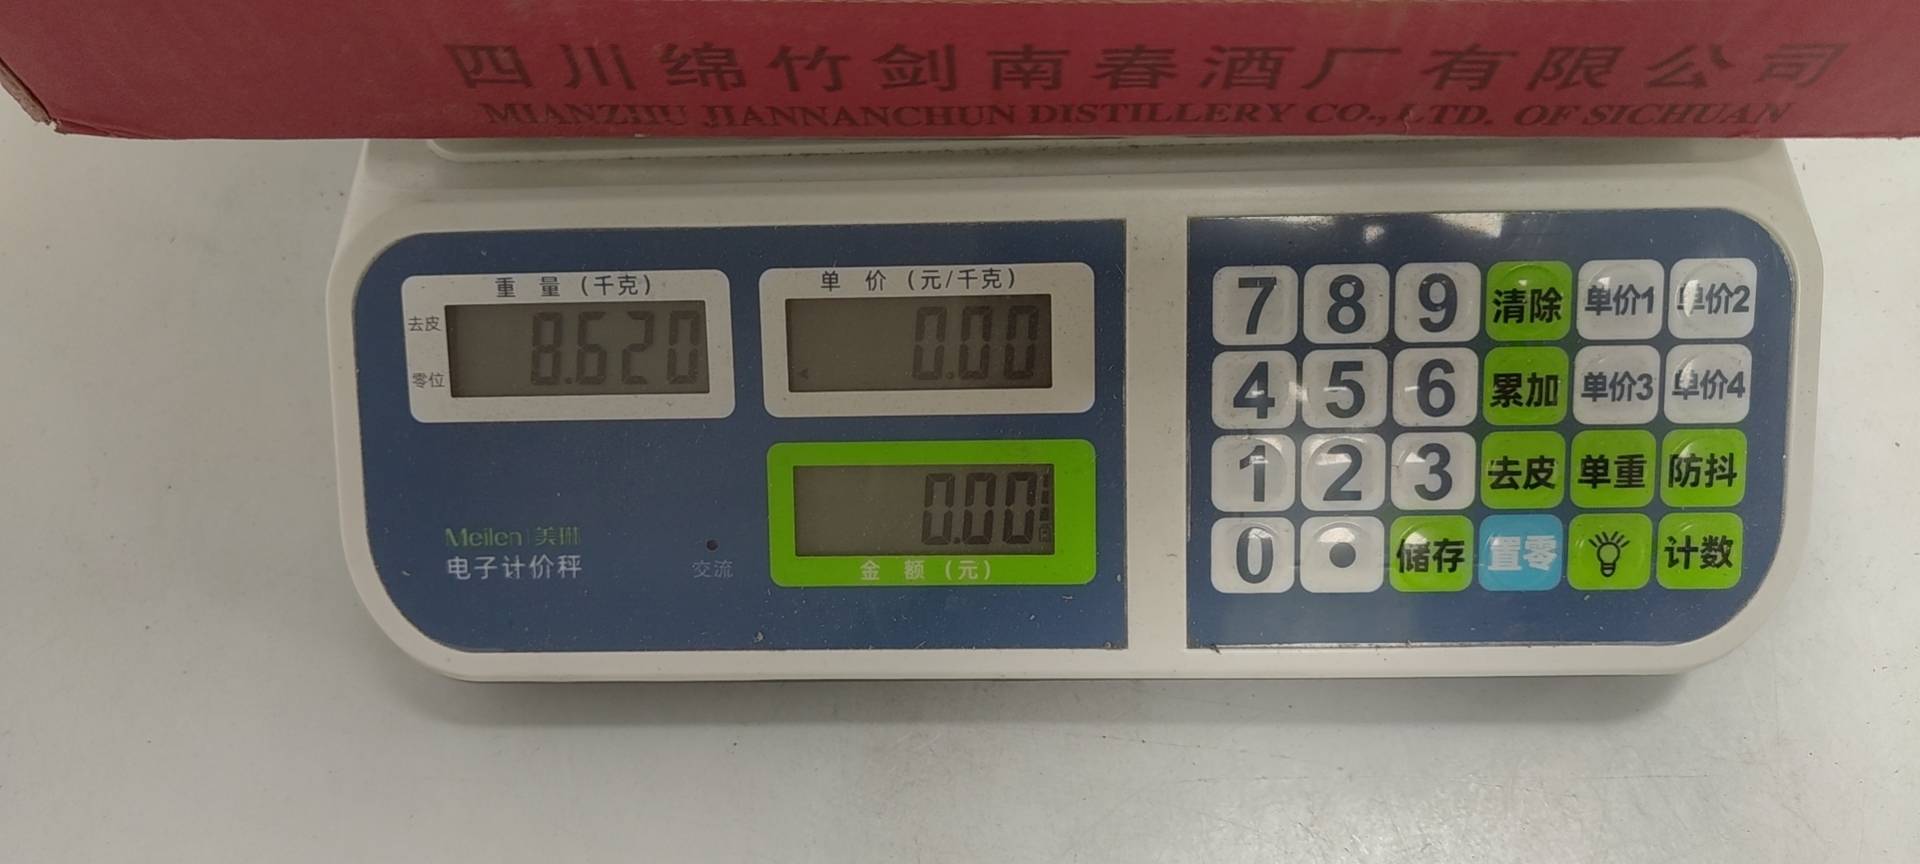 四川绵竹剑南春酒厂有限公司
MIANZHU JIANNANCHUN DISTILLERY CO., LTD. OF SICHUAN
重 量 (千克)
去皮
零位
8.620
单 价 (元/千克)
0.00
0.00
金 额 (元)
Meilen 美琳
电子计价秤
交流
7 8 9 清除 单价1 单价2
4 5 6 累加 单价3 单价4
1 2 3 去皮 单重 防抖
0 • 储存 置零 计数